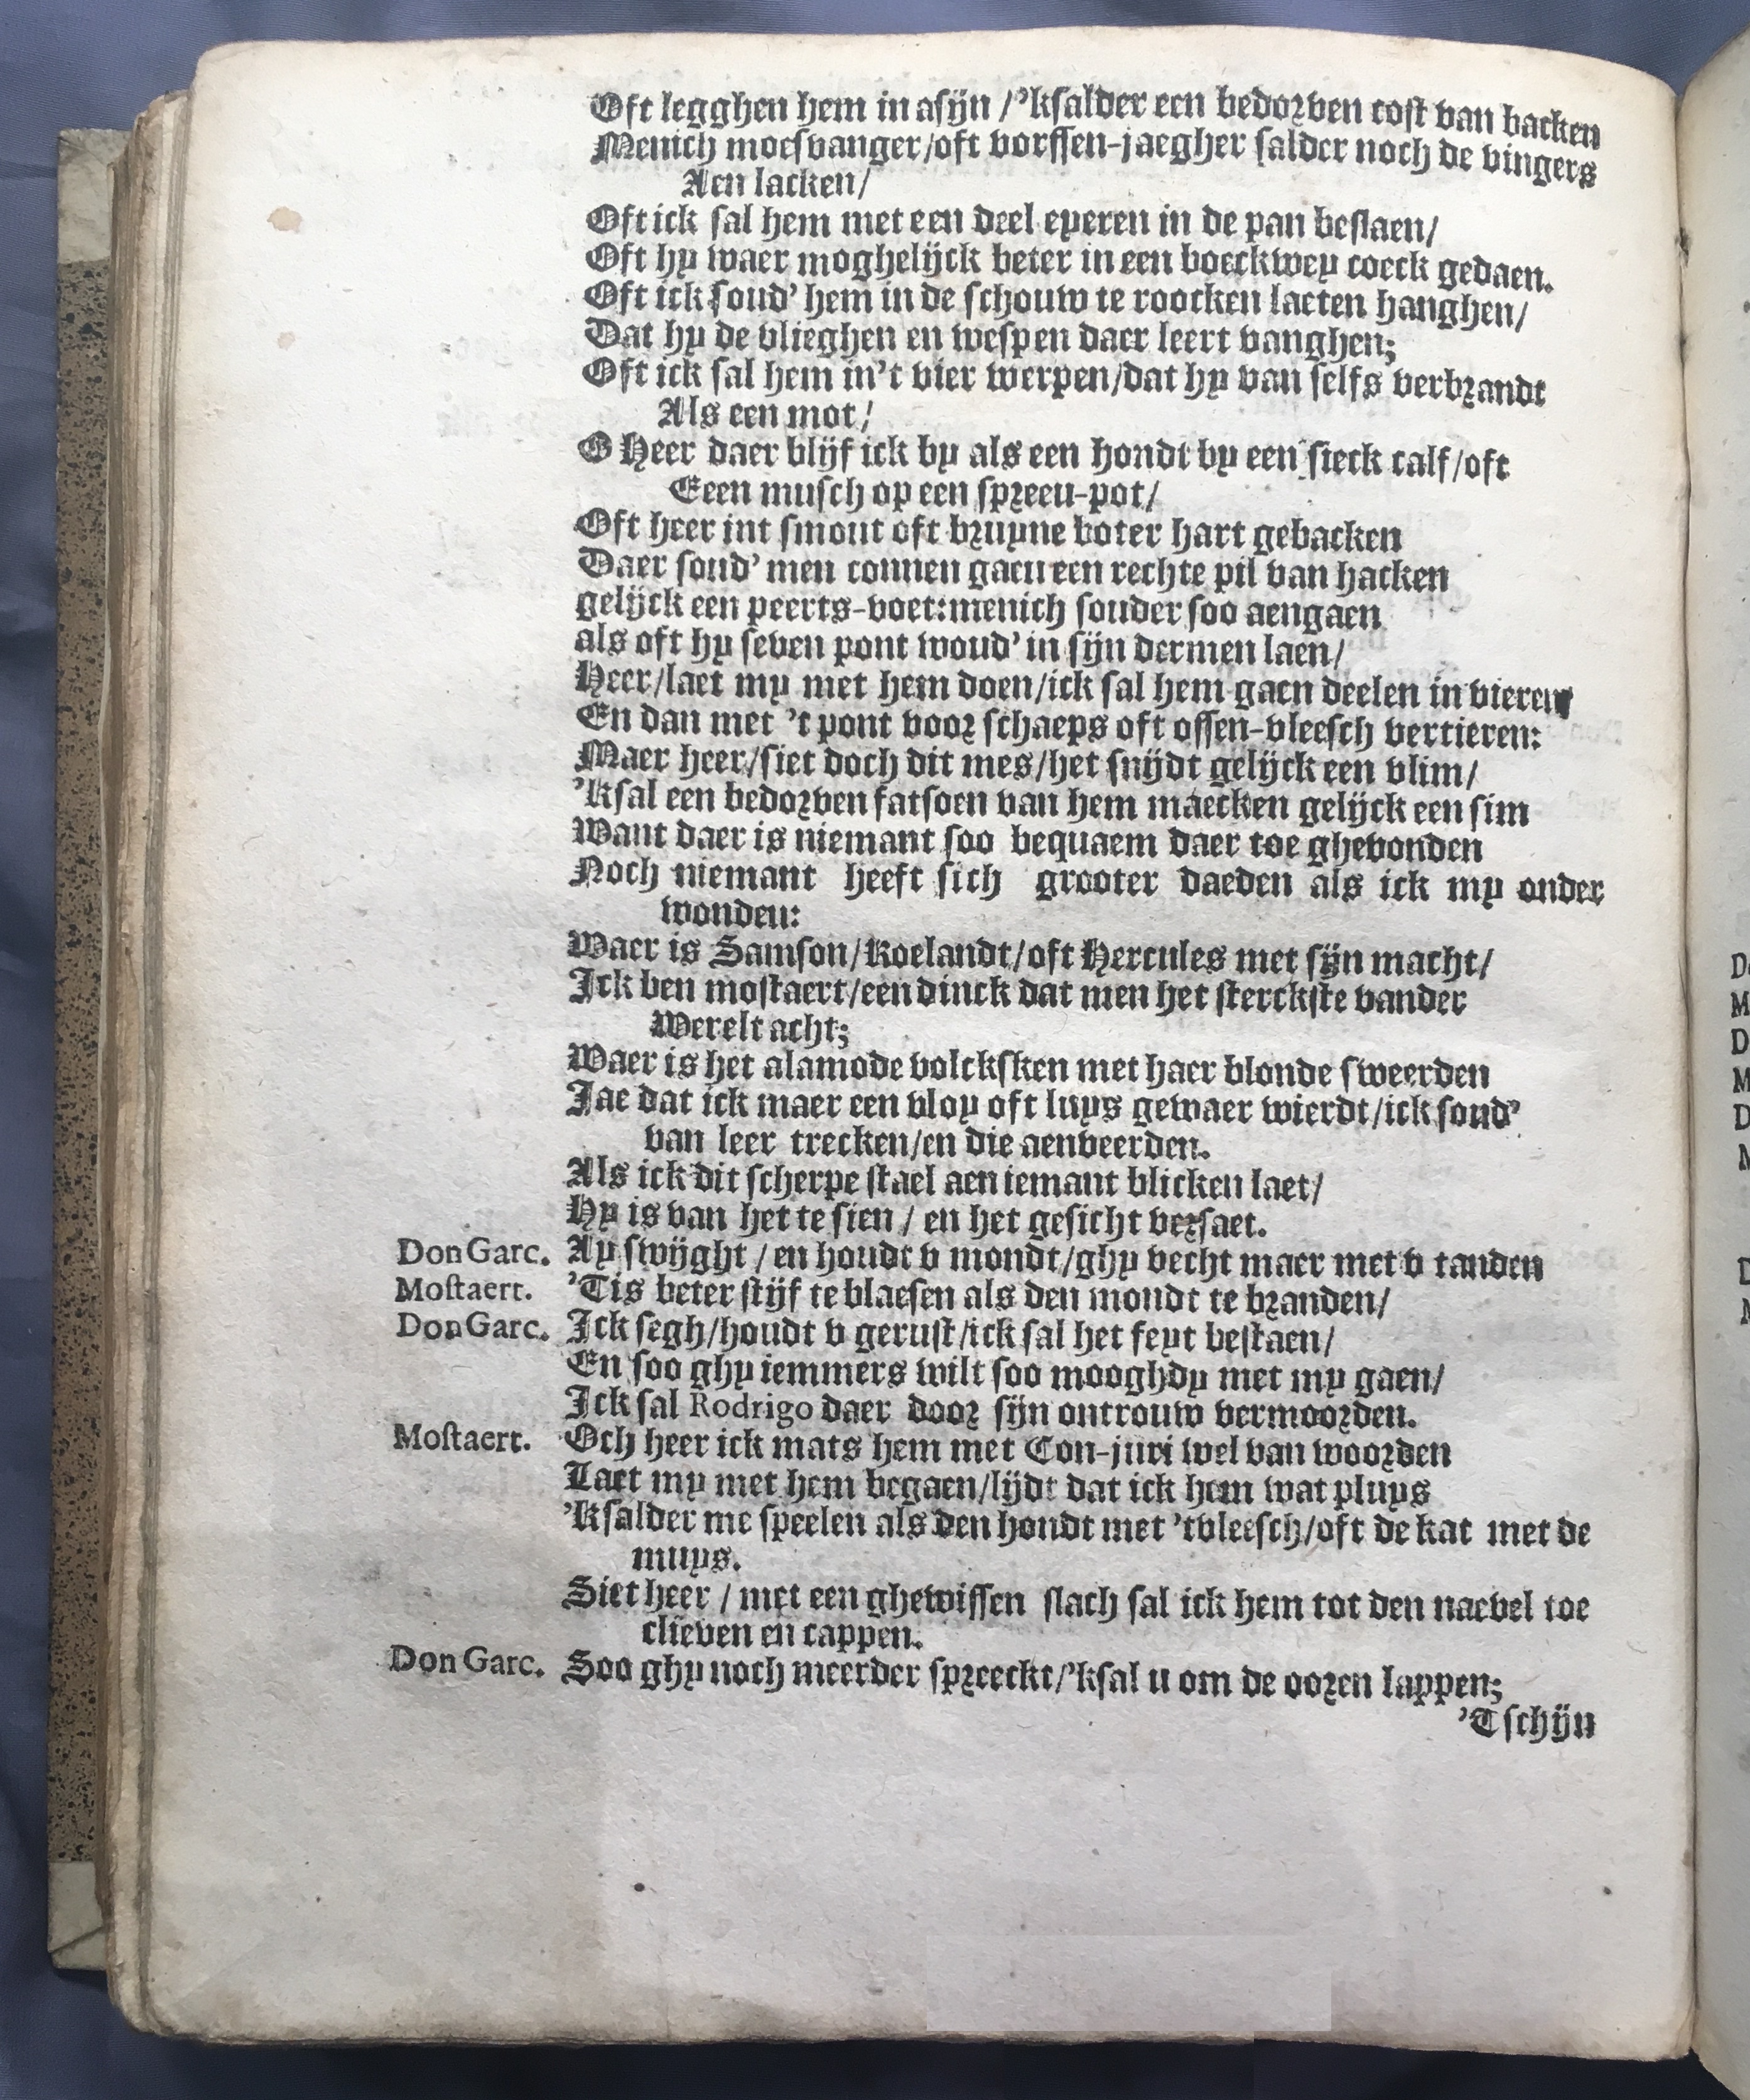 Oft legghen hem in asijn / 'ksalder een bedorven cost van backen
Menich moesvanger/oft vorssen-jaegher salder noch de vingers
Aen lacken/
Oft ick sal hem met een deel eyeren in de pan beslaen/
Oft hy waer moghelijck beter in een boeckwey coeck gedaen.
Oft ick soud' hem in de schouw te roocken laeten hanghen/
Dat hy de vlieghen en wespen daer leert vanghen;
Oft ick sal hem in't vier werpen/dat hy van selfs verbrandt
Als een mot/
O Heer daer blijf ick by als een hondt by een sieck calf/oft
Eeen musch op een spreeu-pot/
Oft heer int smout oft bruyne boter hart gebacken
Daer soud' men connen gaen een rechte pil van hacken
gelijck een peerts-voet:menich souder soo aengaen
als oft hy seven pont woud' in sijn dermen laen/
Heer/laet my met hem doen/ick sal hem gaen deelen in vieren
En dan met 't pont voor schaeps oft ossen-vleesch vertieren:
Maer heer/siet doch dit mes/het snijdt gelijck een vlim/
'Ksal een bedorven fatsoen van hem maecken gelijck een sim
Want daer is niemant soo bequaem daer toe ghevonden
Noch niemant heeft sich grooter daeden als ick my onder
wonden:
Waer is Samson/Roelandt/oft Hercules met sijn macht/
Ick ben mostaert/een dinck dat men het sterckste vander
Werelt acht;
Waer is het alamode volcksken met haer blonde sweerden
Jae dat ick maer een vloy oft luys gewaer wierdt/ick soud'
van leer trecken/en die aenveerden.
Als ick dit scherpe stael aen iemant blicken laet/
Hy is van het te sien / en het gesicht versaet.
Don Garc. Ay swijght / en houdt v mondt/ghy vecht maer met v tanden
Mostaert. 'Tis beter stijf te blaesen als den mondt te branden/
Don Garc. Ick segh/houdt v gerust/ick sal het feyt bestaen/
En soo ghy iemmers wilt soo mooghdy met my gaen/
Ick sal Rodrigo daer door sijn ontrouw vermoorden.
Mostaert. Och heer ick mats hem met Con-juri wel van woorden
Laet my met hem begaen/lijdt dat ick hem wat pluys
'Ksalder me speelen als den hondt met 'tvleesch/oft de kat met de
muys.
Siet heer / met een ghewissen slach sal ick hem tot den naevel toe
clieven en cappen.
Don Garc. Soo ghy noch meerder spreeckt/'ksal u om de ooren lappen;
'Tschijn